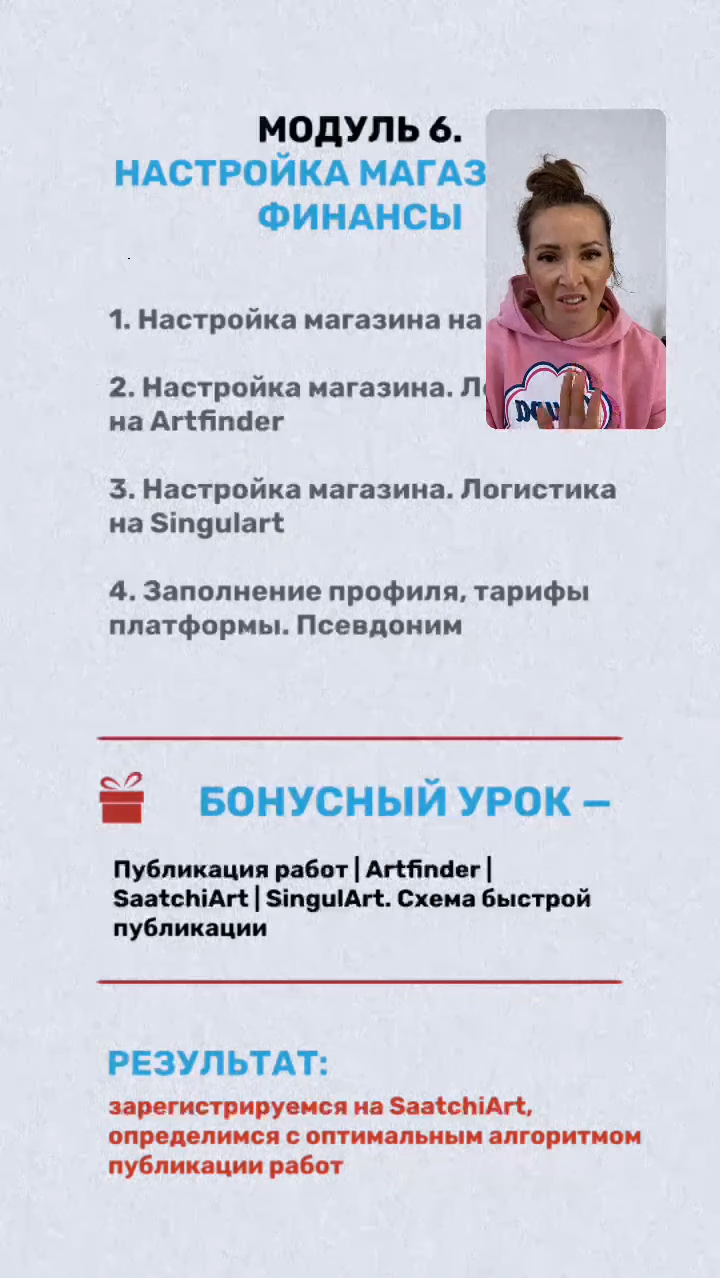 МОДУЛЬ 6.
НАСТРОЙКА
ФИНАНСЫ
1. Настройка магазина на
2. Настройка магазина.
на Artfinder
3. Настройка магазина. Логистика
на Singulart
4. Заполнение профиля, тарифы
платформы. Псевдоним
БОНУСНЫЙ УРОК —
Публикация работ | Artfinder |
SaatchiArt | SingulArt. Схема быстрой
публикации
РЕЗУЛЬТАТ:
зарегистрируемся на SaatchiArt,
определимся с оптимальным алгоритмом
публикации работ